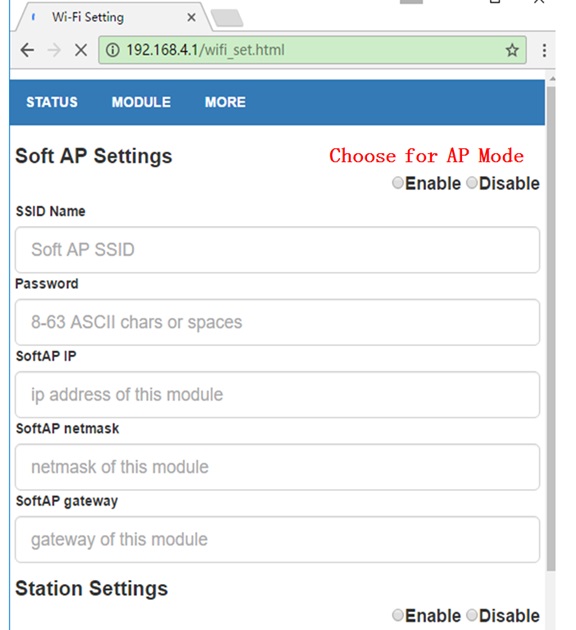 Wi-Fi Setting
192.168.4.1/wifi_set.html
STATUS MODULE MORE
Soft AP Settings
Choose for AP Mode
Enable Disable
SSID Name
Soft AP SSID
Password
8-63 ASCII chars or spaces
SoftAP IP
ip address of this module
SoftAP netmask
netmask of this module
SoftAP gateway
gateway of this module
Station Settings
Enable Disable